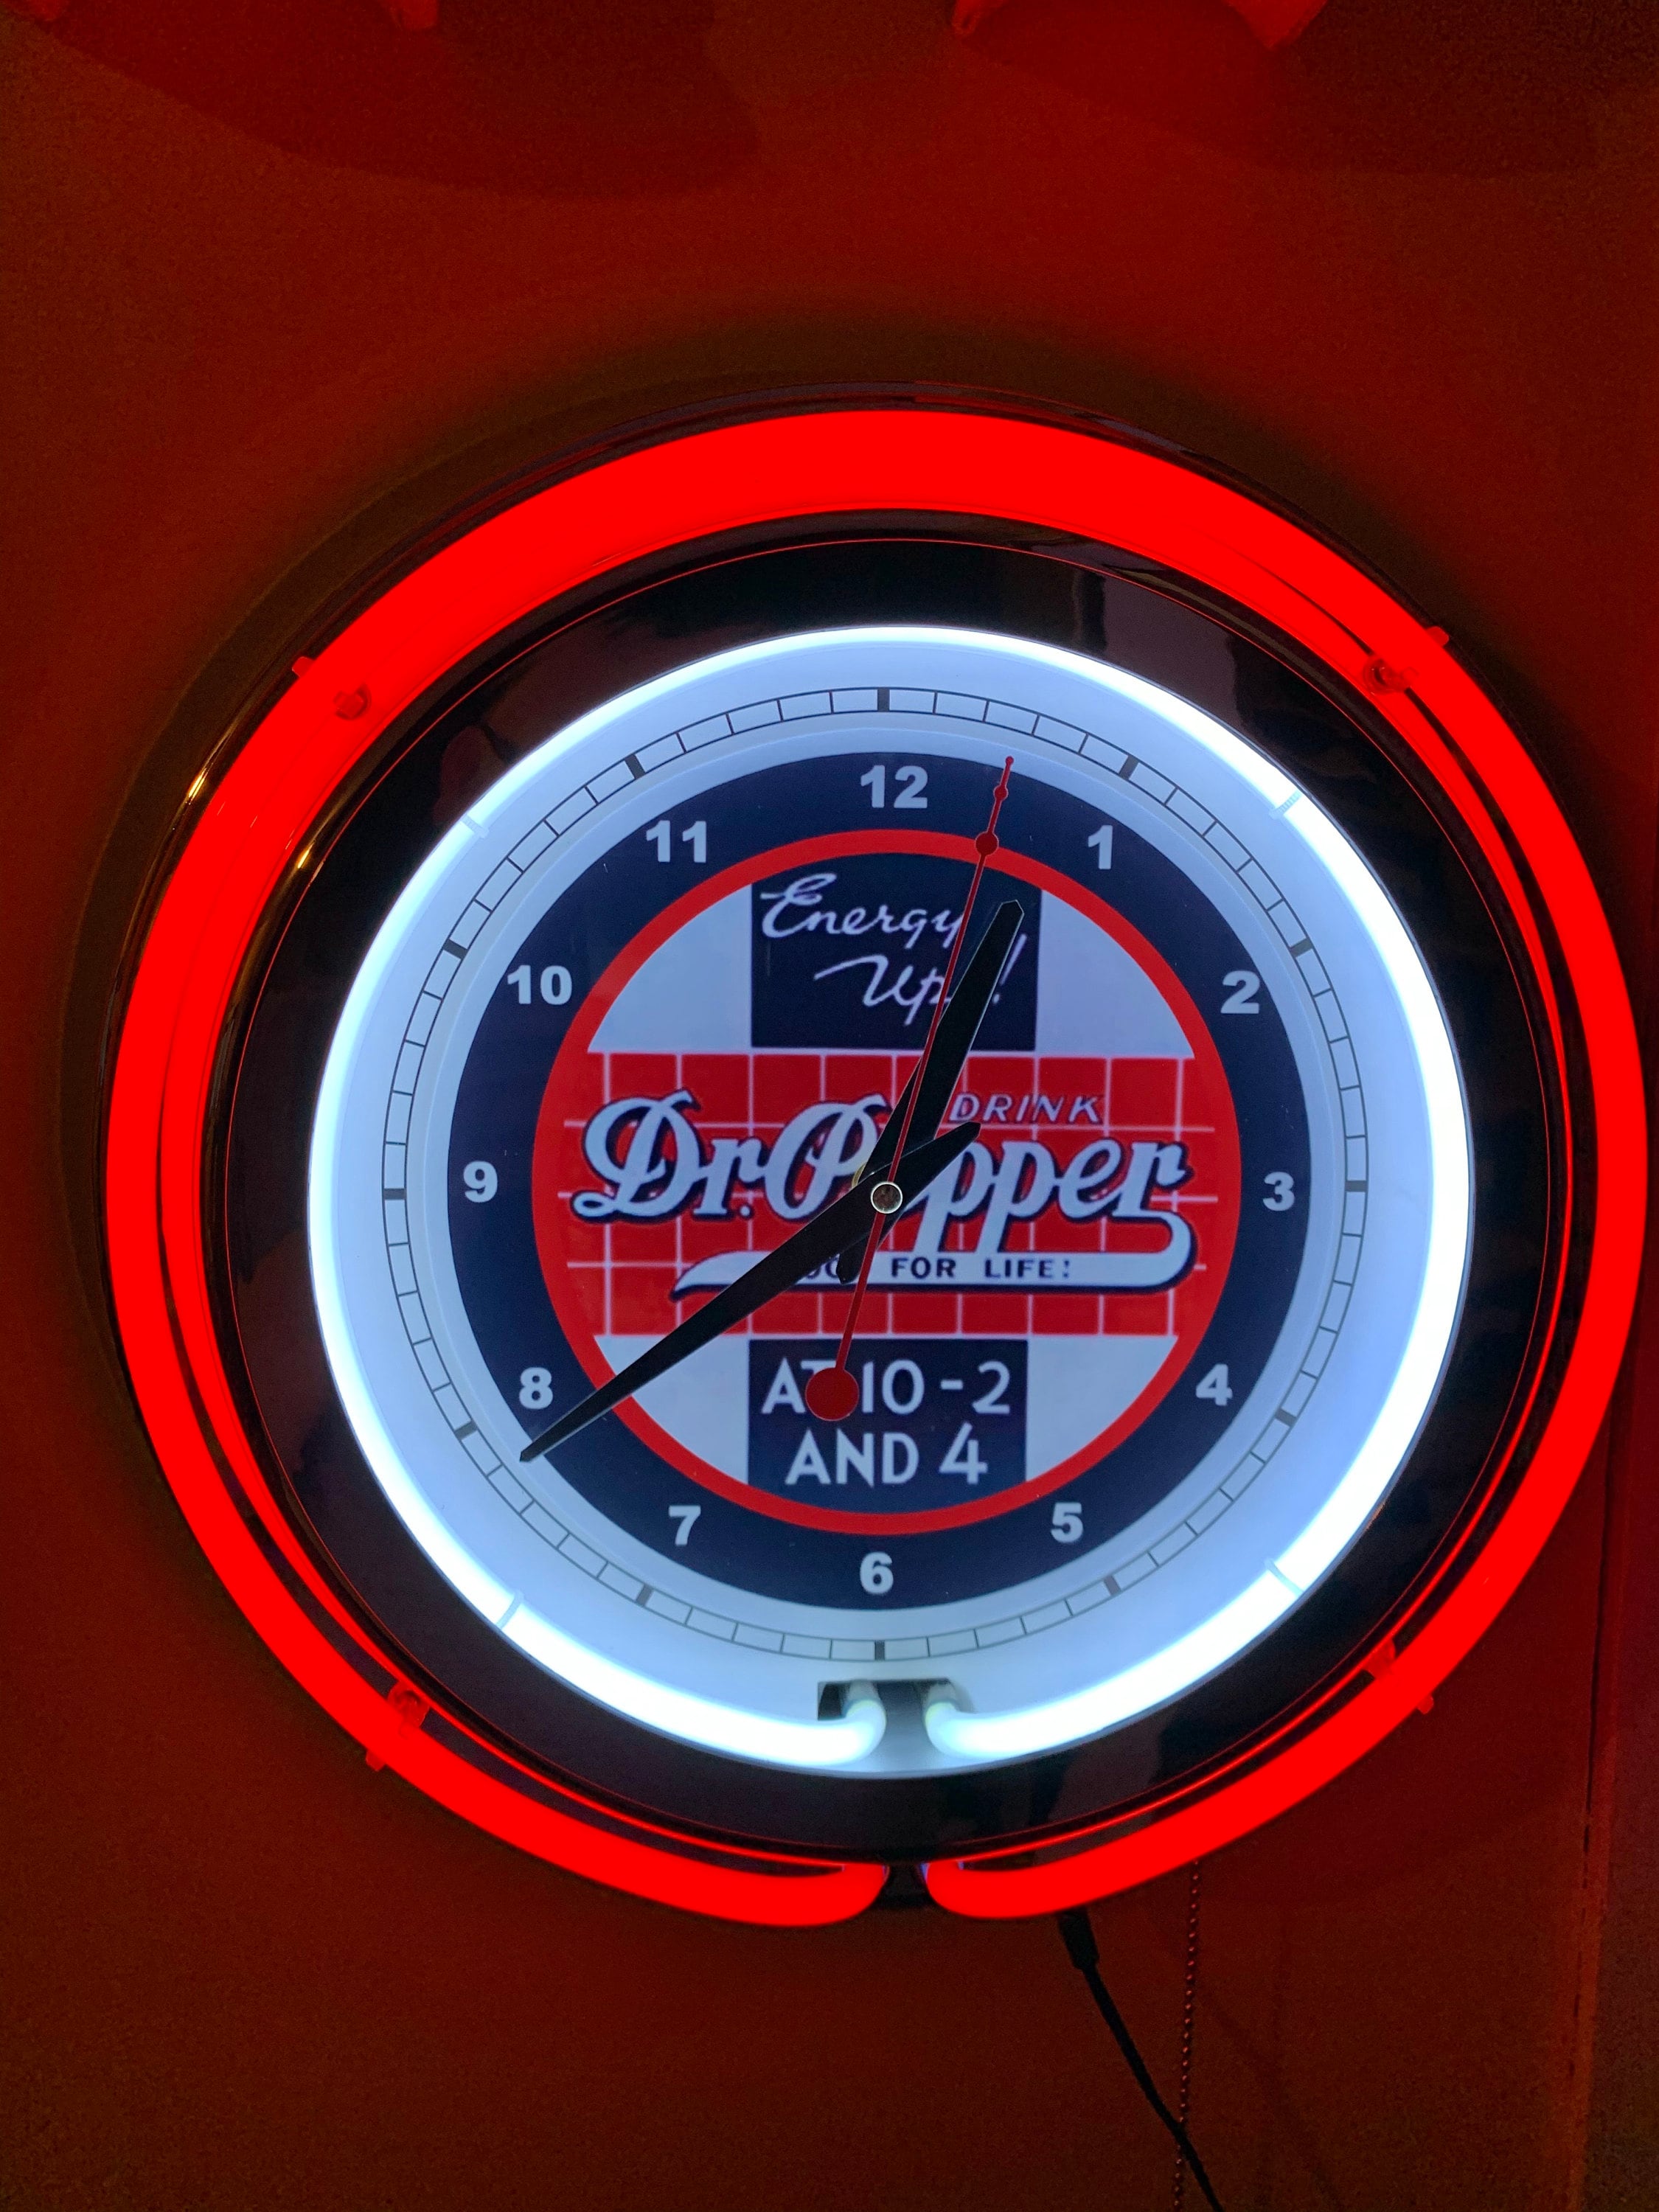 12
11 1
Energy
Up!
10 2
DRINK
Dr. Pepper
9 3
FOR LIFE!
8 4
AT 10-2
AND 4
7 5
6